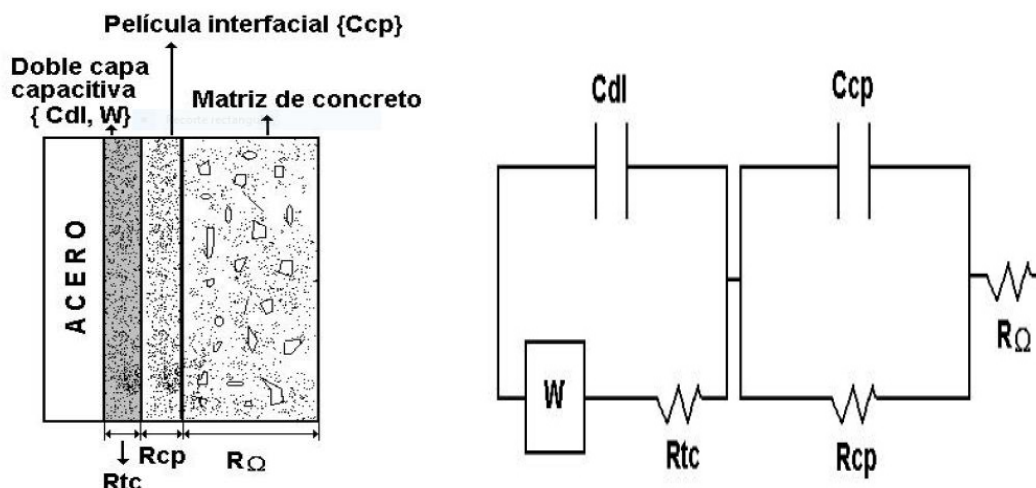 Película interfacial {Ccp}
Doble capa
capacitiva
{ Cdl, W}
Matriz de concreto
ACERO
Rcp
RΩ
Rtc
Cdl
Ccp
W
Rtc
Rcp
RΩ